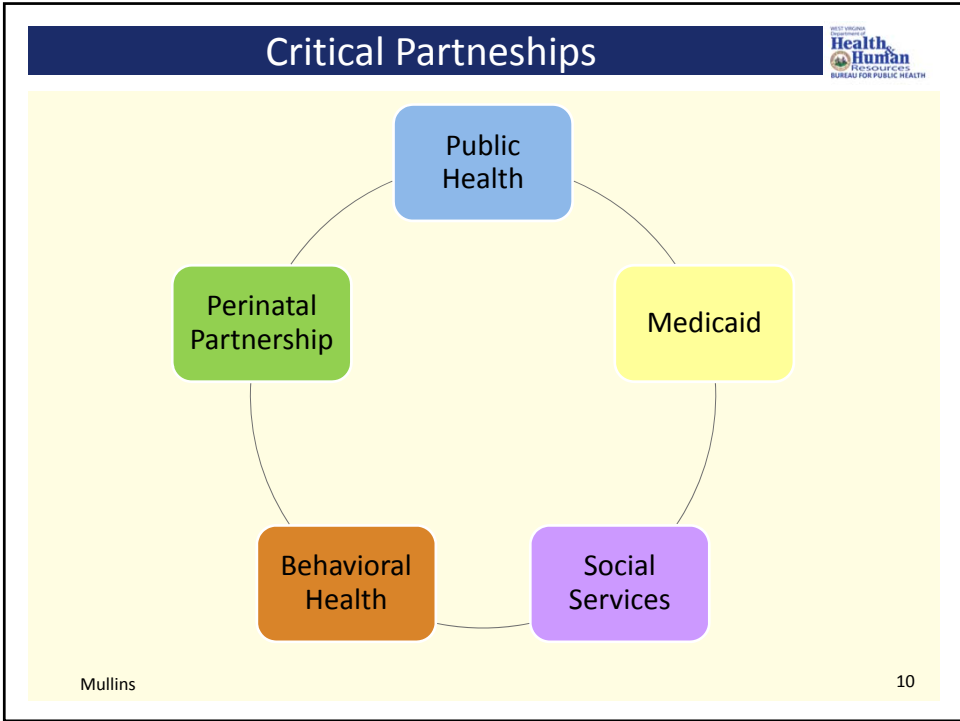 Critical Partneships
WEST VIRGINIA
Department of
Health &
Human
Resources
BUREAU FOR PUBLIC HEALTH
Public
Health
Perinatal
Partnership
Medicaid
Behavioral
Health
Social
Services
Mullins
10